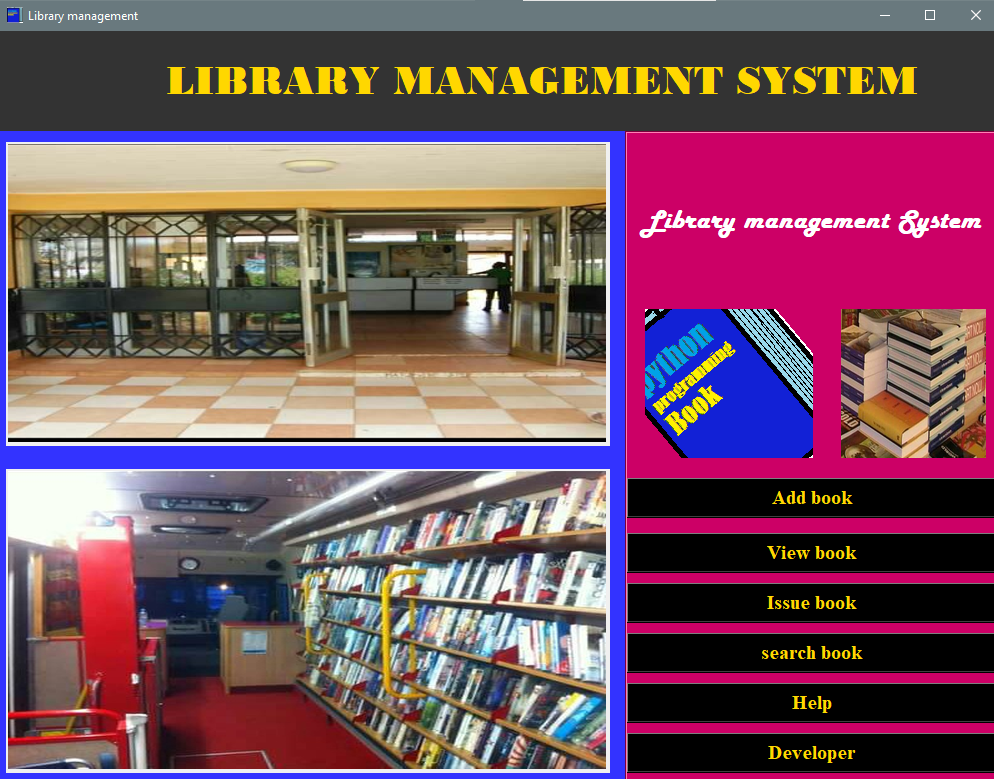 Library management
LIBRARY MANAGEMENT SYSTEM
Library management System
python
programming
Book
Add book
View book
Issue book
search book
Help
Developer